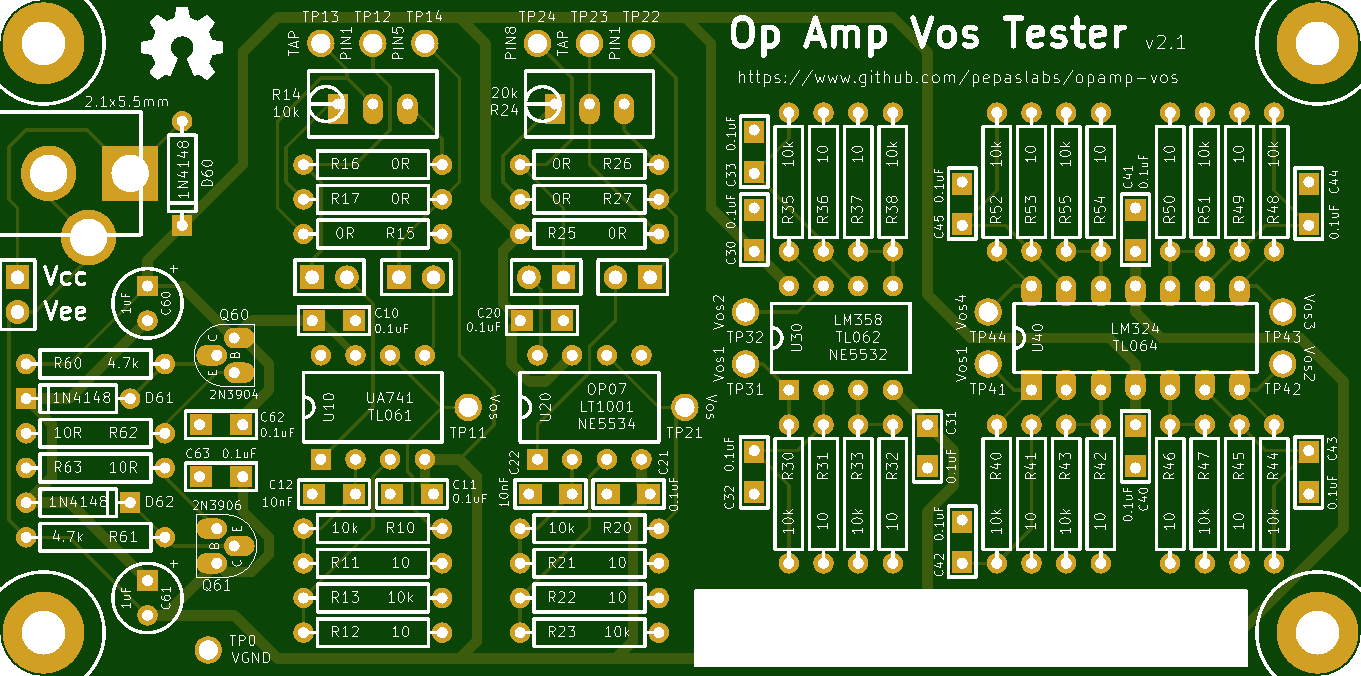 Op Amp Vos Tester v2.1
https://www.github.com/pepaslabs/opamp-vos
TP13 TP12 TP14
TAP PIN1 PIN5
TP24 TP23 TP22
PIN8 TAP PIN1
2.1x5.5mm
1N4148 D60
R14
10k
20k
R24
R16 0R
R17 0R
0R R15
0R R26
0R R27
R25 0R
Vcc
Vee
+
1uF C60
Q60
C B E
2N3904
R60 4.7k
1N4148 D61
10R R62
R63 10R
1N4148 D62
4.7k R61
C62
0.1uF
C63 0.1uF
2N3906
E B C
Q61
+
1uF C61
TP0
VGND
C10
0.1uF
C20
0.1uF
U10
UA741
TL061
Vos
TP11
U20
OP07
LT1001
NE5534
Vos
TP21
C12
10nF
C11
0.1uF
C22
10nF
C21
0.1uF
10k R10
R11 10
R13 10k
R12 10
10k R20
R21 10
R22 10
R23 10k
0.1uF
C33
0.1uF
C30
10k R35
10 R36
10 R37
10k R38
0.1uF
C45
10k R52
10 R53
10 R55
10k R54
C41
0.1uF
10k R50
10 R51
10 R49
10k R48
C44
0.1uF
Vos2
TP32
Vos1
TP31
U30
LM358
TL062
NE5532
Vos4
TP44
Vos1
TP41
U40
LM324
TL064
Vos3
TP43
Vos2
TP42
0.1uF
C32
R30 10k
R31 10
R33 10
R32 10k
C31
0.1uF
0.1uF
C42
R40 10k
R41 10
R43 10
R42 10k
0.1uF
C40
R46 10k
R47 10
R45 10
R44 10k
C43
0.1uF